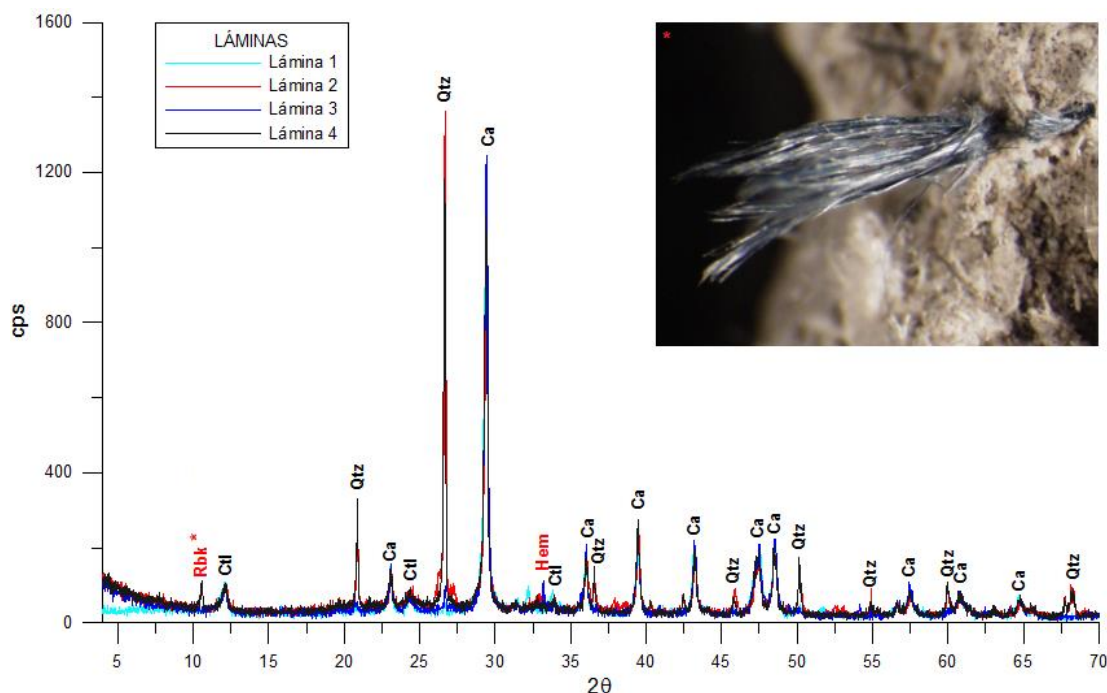 1600
1200
800
400
0
cps
LÁMINAS
Lámina 1
Lámina 2
Lámina 3
Lámina 4
*
* Rbk
Ctl
Qtz
Ca
Ctl
Qtz
Ca
Hem
Ctl
Ca
Qtz
Ca
Ca
Qtz
Ca
Ca
Qtz
Qtz
Ca
Qtz
Ca
Ca
Qtz
5 10 15 20 25 30 35 40 45 50 55 60 65 70
2θ